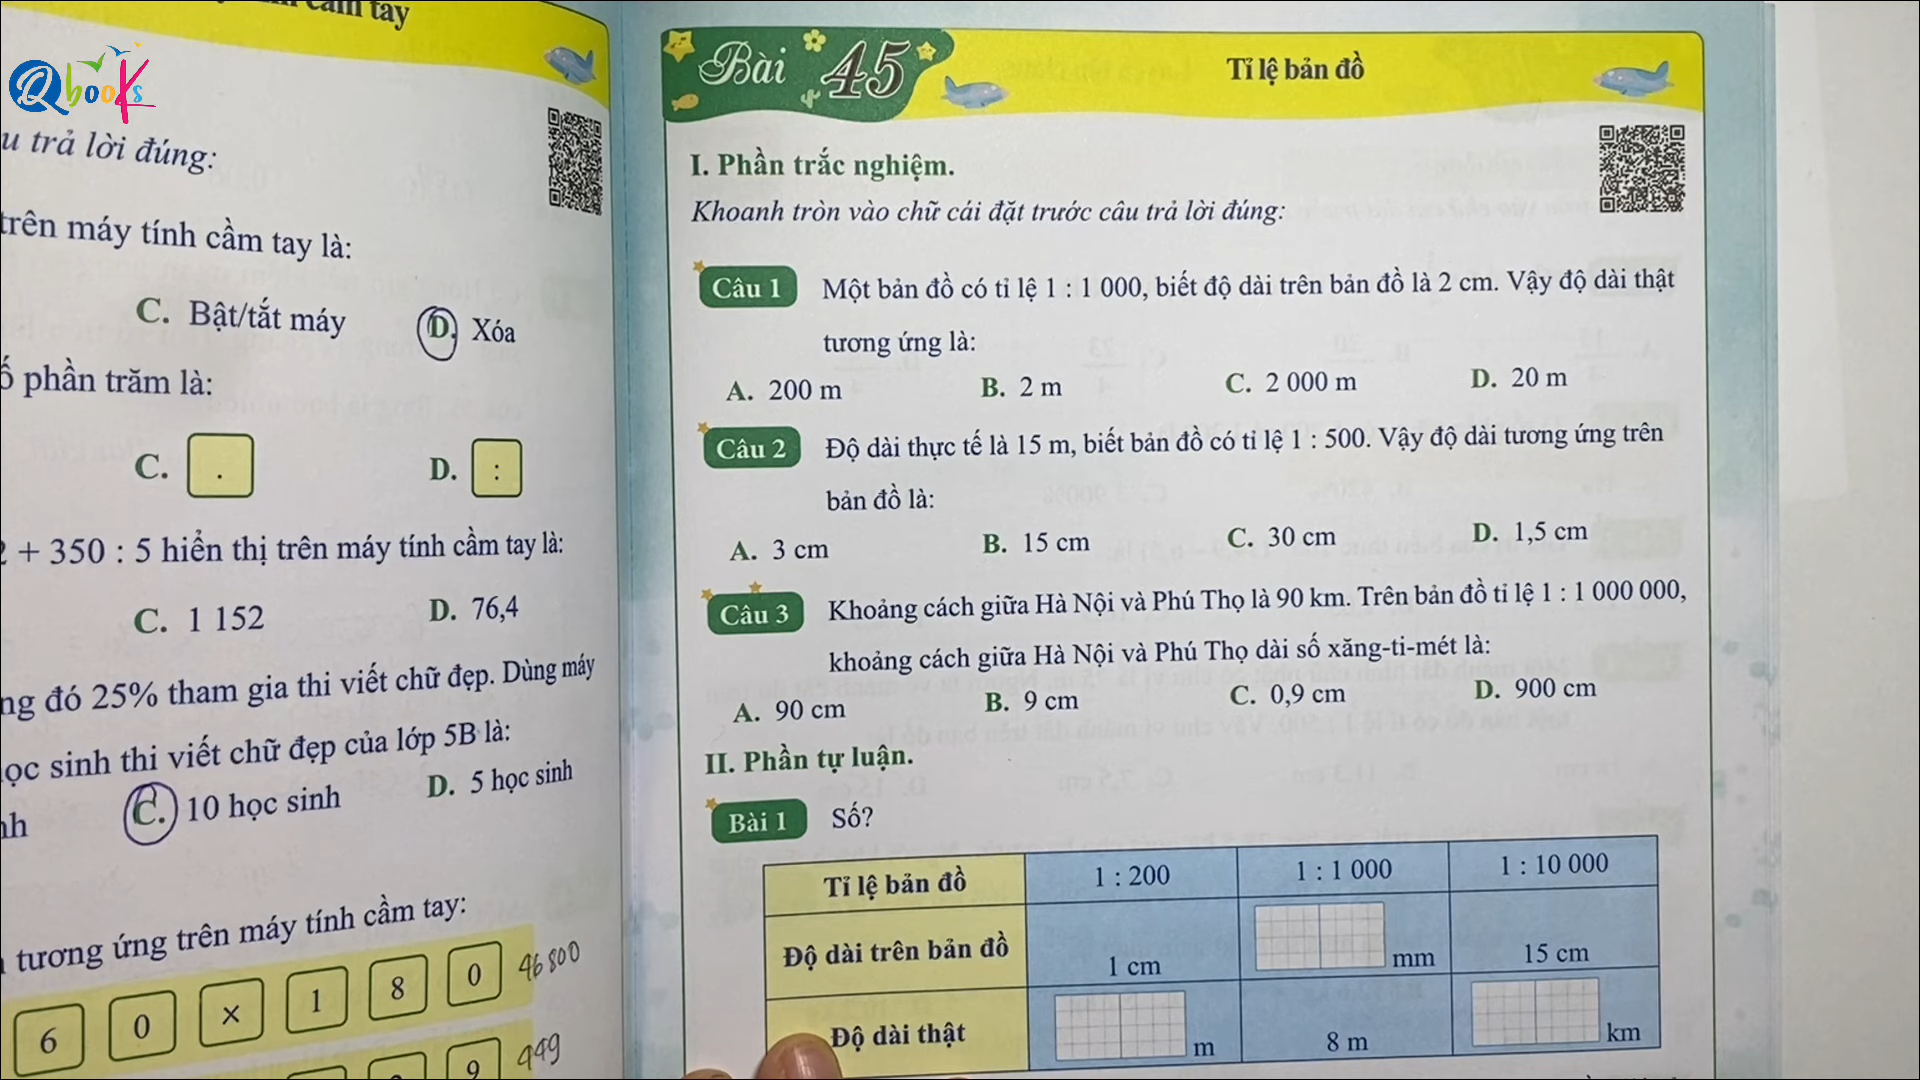 Qbooks
cầm tay
u trả lời đúng:
trên máy tính cầm tay là:
C. Bật/tắt máy D. Xóa
ố phần trăm là:
C. . D. :
2 + 350 : 5 hiển thị trên máy tính cầm tay là:
C. 1 152 D. 76,4
ng đó 25% tham gia thi viết chữ đẹp. Dùng máy
học sinh thi viết chữ đẹp của lớp 5B là:
nh C. 10 học sinh D. 5 học sinh
tương ứng trên máy tính cầm tay:
6 0 × 1 8 0 46800
9 949
Bài 45 Tỉ lệ bản đồ
I. Phần trắc nghiệm.
Khoanh tròn vào chữ cái đặt trước câu trả lời đúng:
Câu 1 Một bản đồ có tỉ lệ 1 : 1 000, biết độ dài trên bản đồ là 2 cm. Vậy độ dài thật
tương ứng là:
A. 200 m B. 2 m C. 2 000 m D. 20 m
Câu 2 Độ dài thực tế là 15 m, biết bản đồ có tỉ lệ 1 : 500. Vậy độ dài tương ứng trên
bản đồ là:
A. 3 cm B. 15 cm C. 30 cm D. 1,5 cm
Câu 3 Khoảng cách giữa Hà Nội và Phú Thọ là 90 km. Trên bản đồ tỉ lệ 1 : 1 000 000,
khoảng cách giữa Hà Nội và Phú Thọ dài số xăng-ti-mét là:
A. 90 cm B. 9 cm C. 0,9 cm D. 900 cm
II. Phần tự luận.
Bài 1 Số?
Tỉ lệ bản đồ 1 : 200 1 : 1 000 1 : 10 000
Độ dài trên bản đồ 1 cm mm 15 cm
Độ dài thật m 8 m km